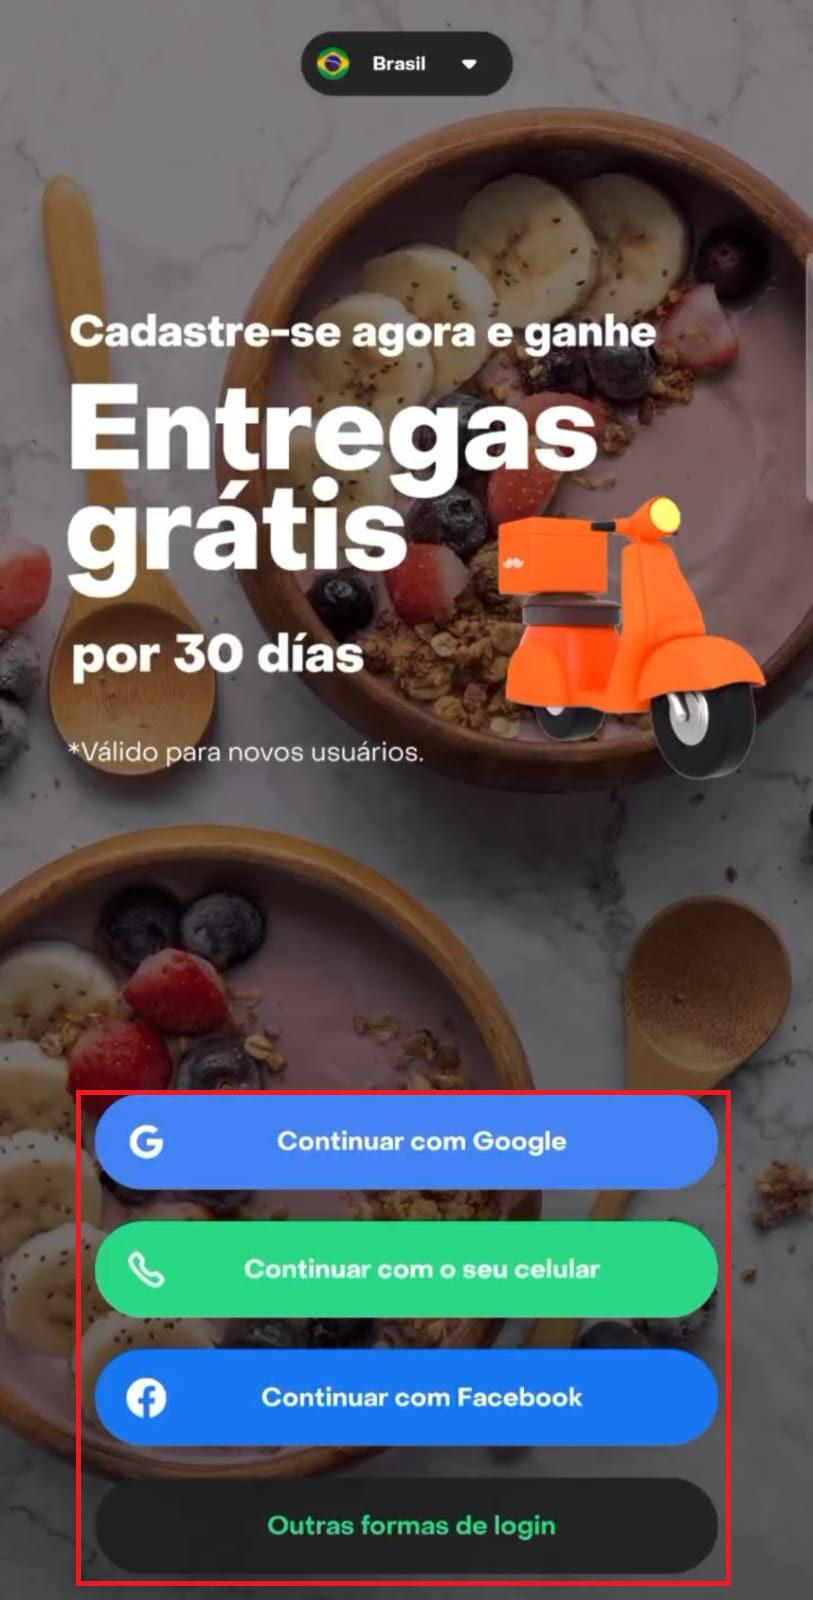 Brasil
Cadastre-se agora e ganhe
Entregas
grátis
por 30 días
*Válido para novos usuários.
Continuar com Google
Continuar com o seu celular
Continuar com Facebook
Outras formas de login